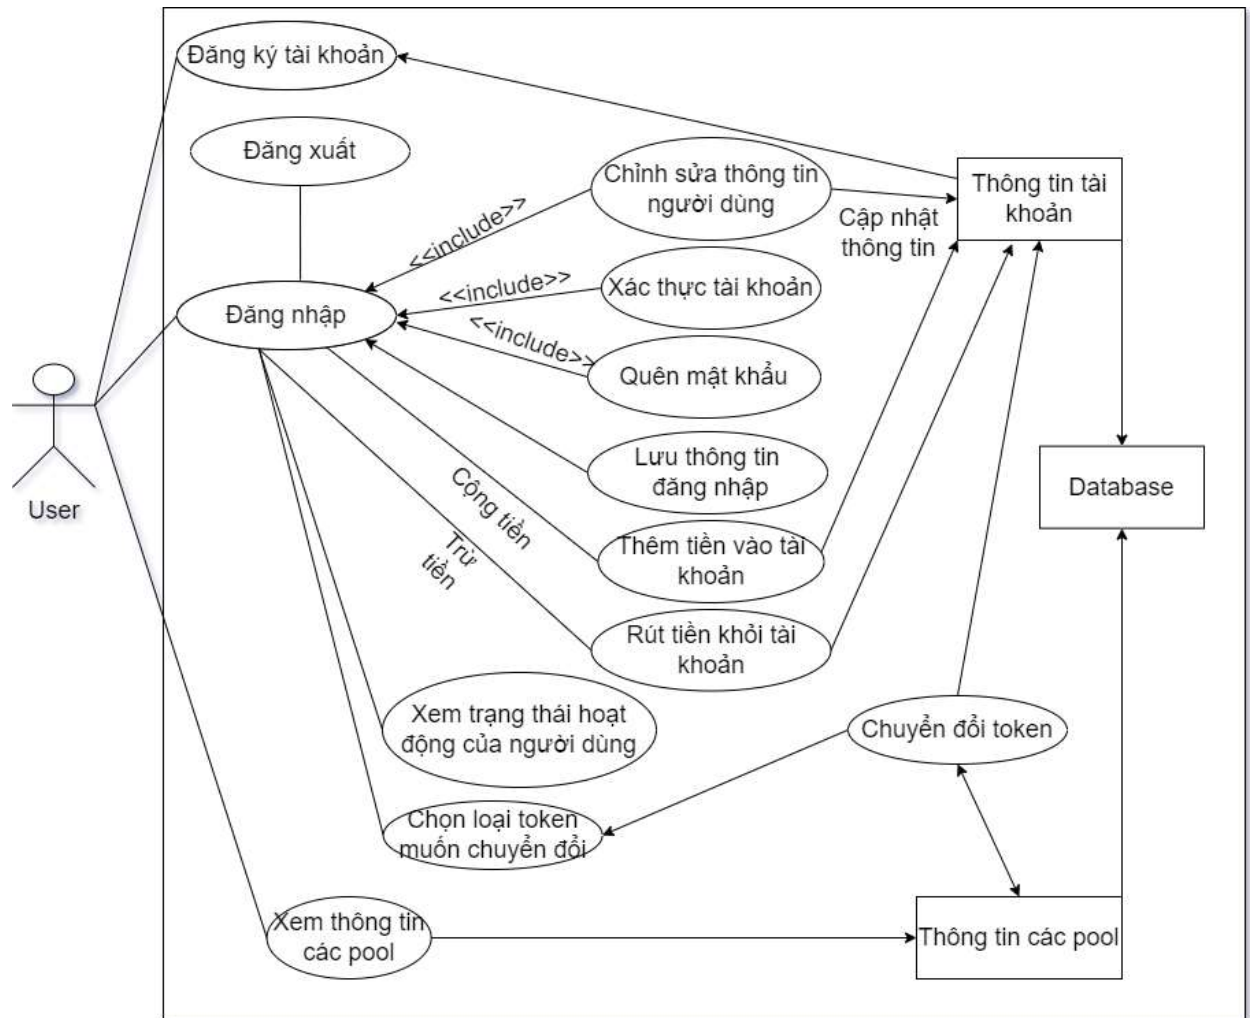 Đăng ký tài khoản
Đăng xuất
Chỉnh sửa thông tin
người dùng
Thông tin tài
khoản
Cập nhật
thông tin
<<include>>
<<include>>
Xác thực tài khoản
Đăng nhập
<<include>>
Quên mật khẩu
Lưu thông tin
đăng nhập
Database
User
Cộng tiền
Trừ
tiền
Thêm tiền vào tài
khoản
Rút tiền khỏi tài
khoản
Xem trạng thái hoạt
động của người dùng
Chuyển đổi token
Chọn loại token
muốn chuyển đổi
Xem thông tin
các pool
Thông tin các pool